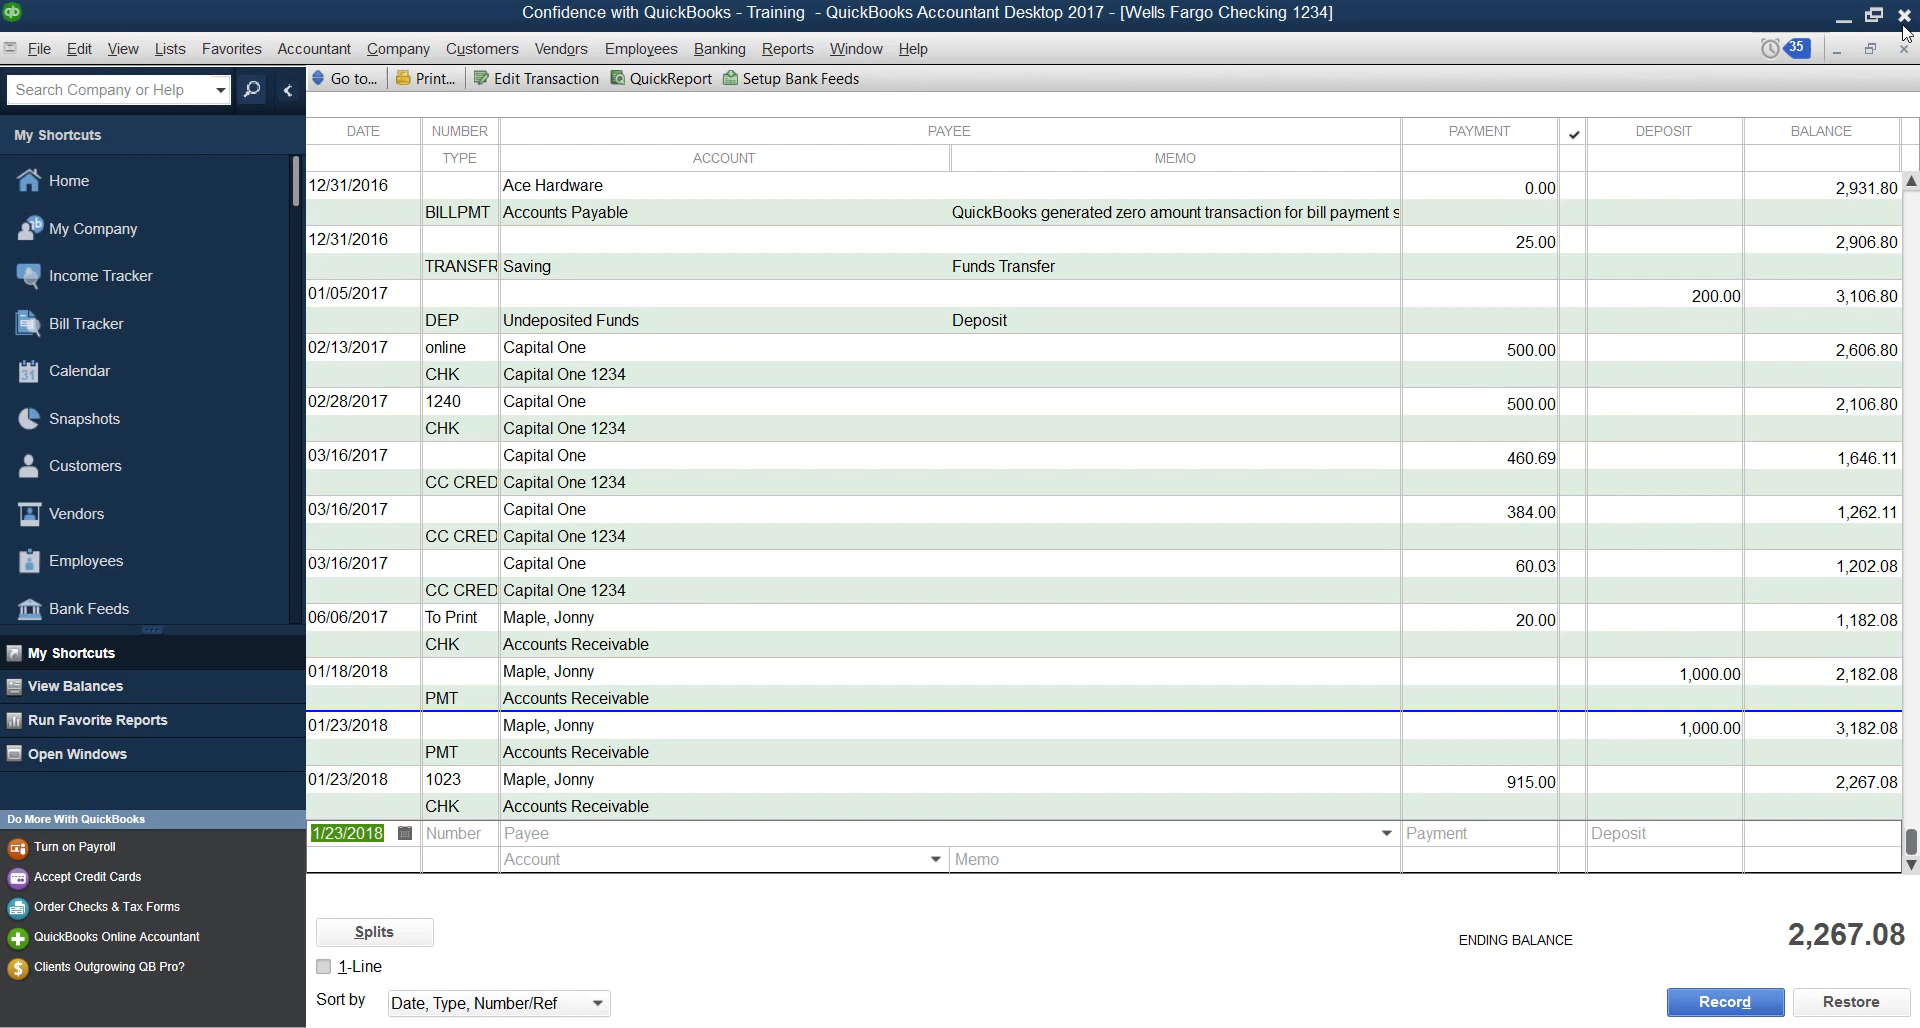 Confidence with QuickBooks - Training - QuickBooks Accountant Desktop 2017 - [Wells Fargo Checking 1234]
File Edit View Lists Favorites Accountant Company Customers Vendors Employees Banking Reports Window Help 35
Search Company or Help
Go to... Print... Edit Transaction QuickReport Setup Bank Feeds
My Shortcuts
Home
My Company
Income Tracker
Bill Tracker
31 Calendar
Snapshots
Customers
Vendors
Employees
Bank Feeds
My Shortcuts
View Balances
Run Favorite Reports
Open Windows
Do More With QuickBooks
Turn on Payroll
Accept Credit Cards
Order Checks & Tax Forms
QuickBooks Online Accountant
Clients Outgrowing QB Pro?
DATE NUMBER PAYEE PAYMENT ✓ DEPOSIT BALANCE
TYPE ACCOUNT MEMO
12/31/2016 Ace Hardware 0.00 2,931.80
BILLPMT Accounts Payable QuickBooks generated zero amount transaction for bill payment s
12/31/2016 25.00 2,906.80
TRANSFR Saving Funds Transfer
01/05/2017 200.00 3,106.80
DEP Undeposited Funds Deposit
02/13/2017 online Capital One 500.00 2,606.80
CHK Capital One 1234
02/28/2017 1240 Capital One 500.00 2,106.80
CHK Capital One 1234
03/16/2017 Capital One 460.69 1,646.11
CC CRED Capital One 1234
03/16/2017 Capital One 384.00 1,262.11
CC CRED Capital One 1234
03/16/2017 Capital One 60.03 1,202.08
CC CRED Capital One 1234
06/06/2017 To Print Maple, Jonny 20.00 1,182.08
CHK Accounts Receivable
01/18/2018 Maple, Jonny 1,000.00 2,182.08
PMT Accounts Receivable
01/23/2018 Maple, Jonny 1,000.00 3,182.08
PMT Accounts Receivable
01/23/2018 1023 Maple, Jonny 915.00 2,267.08
CHK Accounts Receivable
1/23/2018 Number Payee Payment Deposit
Account Memo
Splits
ENDING BALANCE 2,267.08
1-Line
Sort by Date, Type, Number/Ref
Record Restore